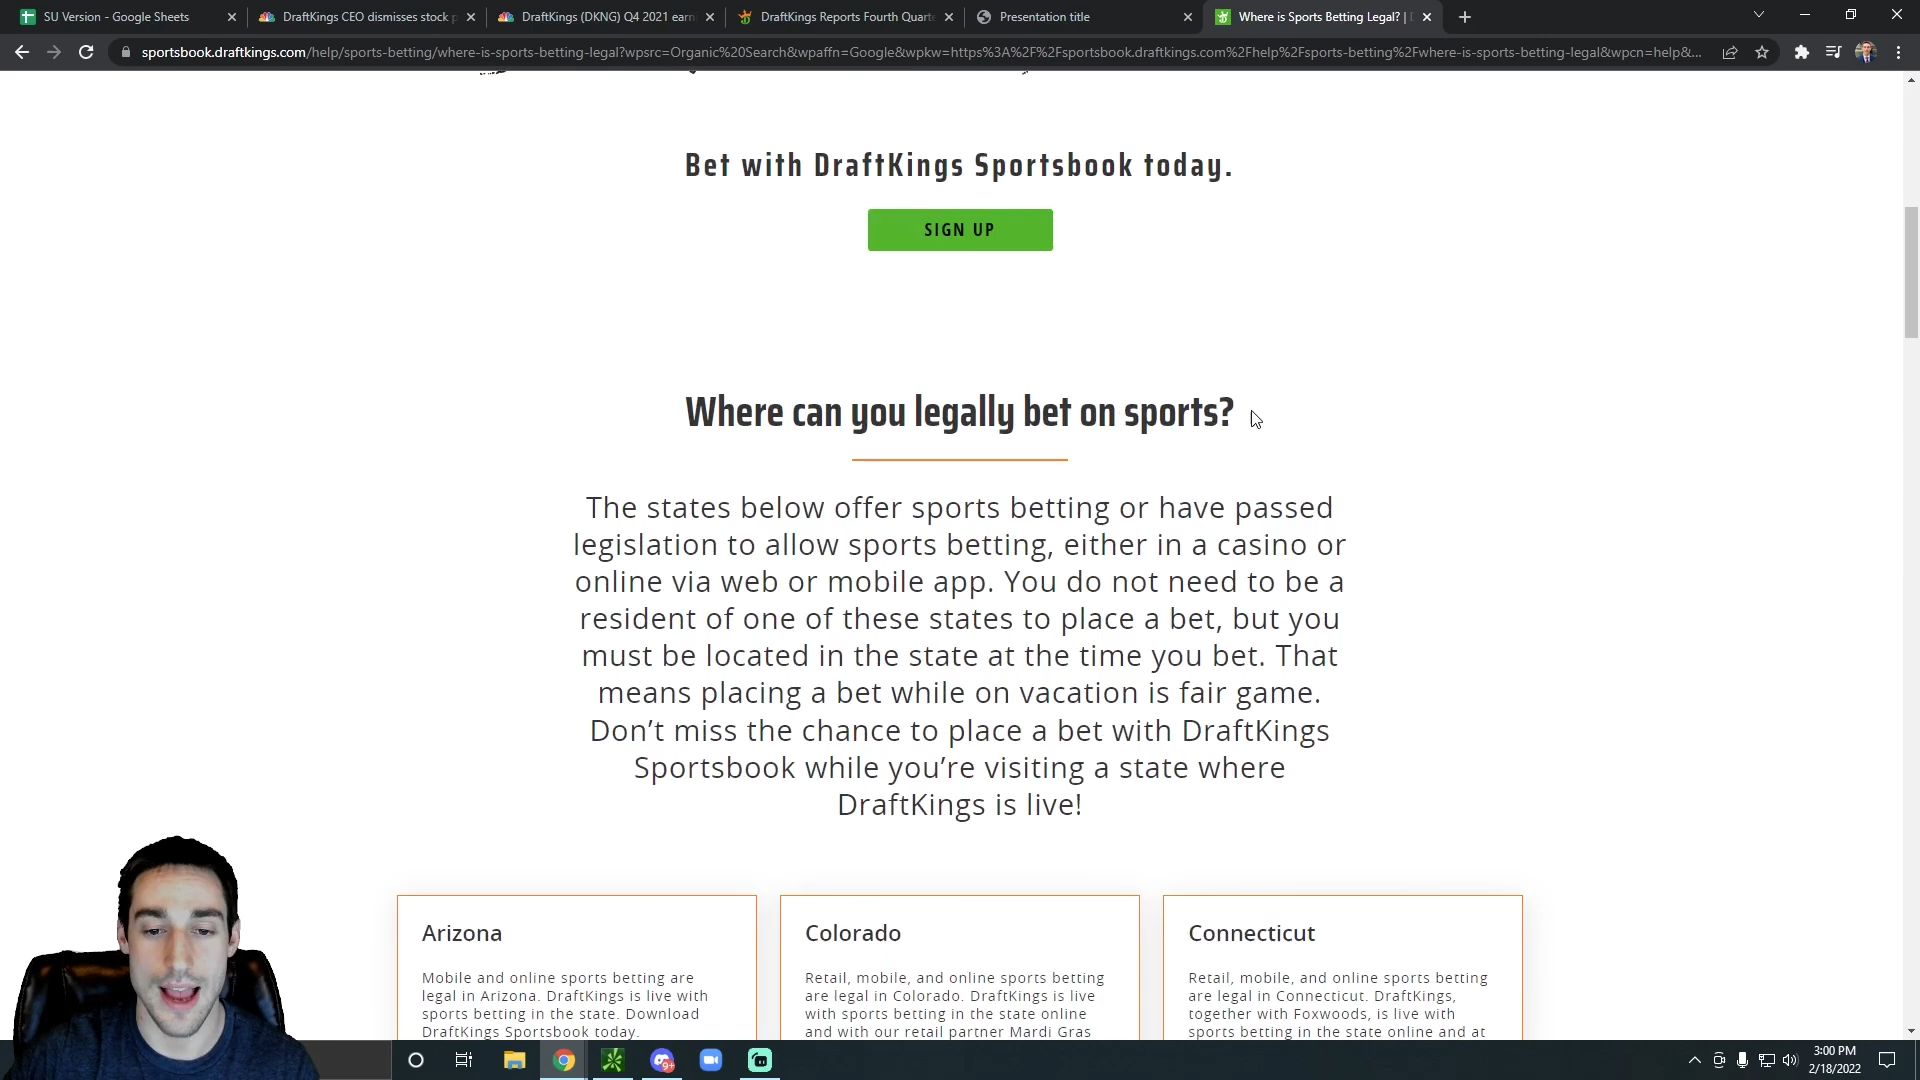 SU Version - Google Sheets
DraftKings CEO dismisses stock p
DraftKings (DKNG) Q4 2021 earni
DraftKings Reports Fourth Quarte
Presentation title
Where is Sports Betting Legal? | D
sportsbook.draftkings.com/help/sports-betting/where-is-sports-betting-legal?wpsrc=Organic%20Search&wpaffn=Google&wpkw=https%3A%2F%2Fsportsbook.draftkings.com%2Fhelp%2Fsports-betting%2Fwhere-is-sports-betting-legal&wpcn=help&...
Bet with DraftKings Sportsbook today.
SIGN UP
Where can you legally bet on sports?
The states below offer sports betting or have passed
legislation to allow sports betting, either in a casino or
online via web or mobile app. You do not need to be a
resident of one of these states to place a bet, but you
must be located in the state at the time you bet. That
means placing a bet while on vacation is fair game.
Don’t miss the chance to place a bet with DraftKings
Sportsbook while you’re visiting a state where
DraftKings is live!
Arizona
Mobile and online sports betting are
legal in Arizona. DraftKings is live with
sports betting in the state. Download
DraftKings Sportsbook today.
Colorado
Retail, mobile, and online sports betting
are legal in Colorado. DraftKings is live
with sports betting in the state online
and with our retail partner Mardi Gras
Connecticut
Retail, mobile, and online sports betting
are legal in Connecticut. DraftKings,
together with Foxwoods, is live with
sports betting in the state online and at
9+
3:00 PM
2/18/2022